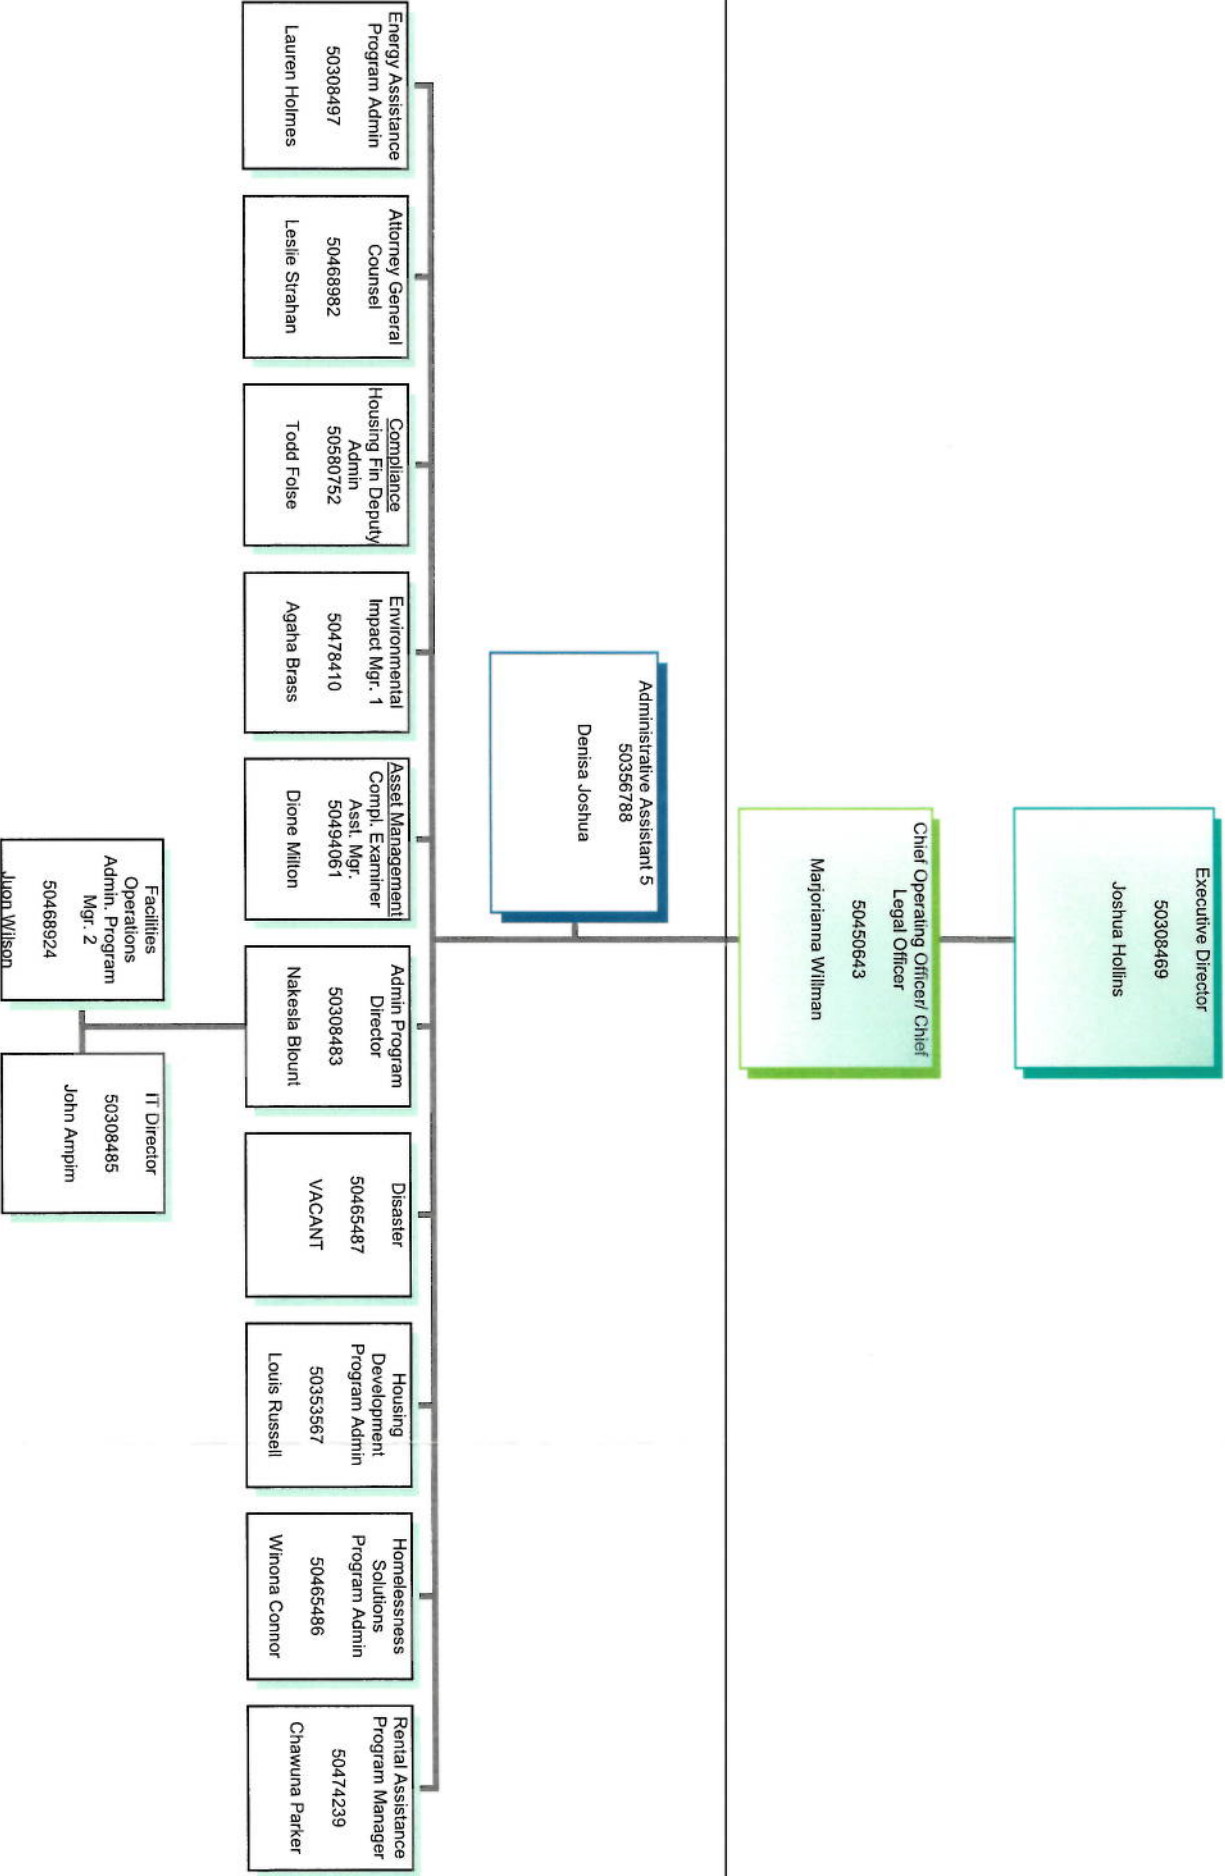 Executive Director
50308469
Joshua Hollins
Chief Operating Officer/ Chief
Legal Officer
50450643
Marjorianna Willman
Administrative Assistant 5
50356788
Denisa Joshua
Energy Assistance
Program Admin
50308497
Lauren Holmes
Attorney General
Counsel
50468982
Leslie Strahan
Compliance
Housing Fin Deputy
Admin
50580752
Todd Folse
Environmental
Impact Mgr. 1
50478410
Agaha Brass
Asset Management
Compl. Examiner
Asst. Mgr.
50494061
Dione Milton
Admin Program
Director
50308483
Nakesla Blount
Disaster
50465487
VACANT
Housing
Development
Program Admin
50353567
Louis Russell
Homelessness
Solutions
Program Admin
50465486
Winona Connor
Rental Assistance
Program Manager
50474239
Chawuna Parker
Facilities
Operations
Admin. Program
Mgr. 2
50468924
Juon Wilson
IT Director
50308485
John Ampim